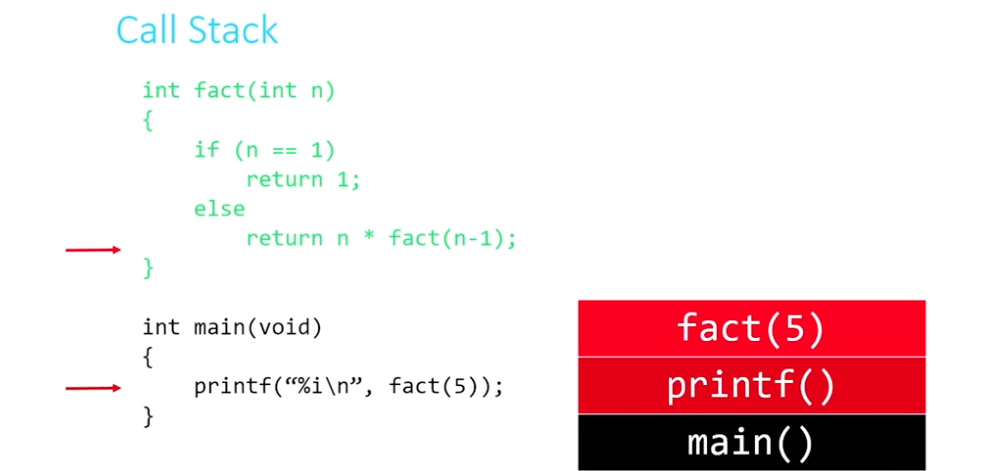 Call Stack
int fact(int n)
{
    if (n == 1)
        return 1;
    else
        return n * fact(n-1);
}
int main(void)
{
    printf(“%i\n”, fact(5));
}
fact(5)
printf()
main()